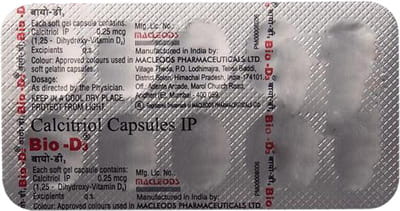 बायो-डी₃
Each soft gel capsule contains:
Calcitriol IP 0.25 mcg
(1,25 - Dihydroxy-Vitamin D₃)
Excipients q.s.
Colour: Approved colours used in
soft gelatin capsules
Dosage:
As directed by the Physician.
KEEP IN A COOL DRY PLACE.
PROTECT FROM LIGHT.
Mfg. Lic. No.:
MACLEODS
Manufactured in India by:
MACLEODS PHARMACEUTICALS LTD.
Village Theda, P.O. Lodhimajra, Tehsil Baddi,
District Solan, Himachal Pradesh, India-174101.
Off.: Atlanta Arcade, Marol Church Road,
Andheri (E), Mumbai - 400 059.
Calcitriol Capsules IP
Bio -D₃
बायो-डी₃
Each soft gel capsule contains:
Calcitriol IP 0.25 mcg
(1,25 - Dihydroxy-Vitamin D₃)
Excipients q.s.
Colour: Approved colours used in
Mfg. Lic. No.:
MACLEODS
Manufactured in India by:
MACLEODS PHARMACEUTICALS LTD.